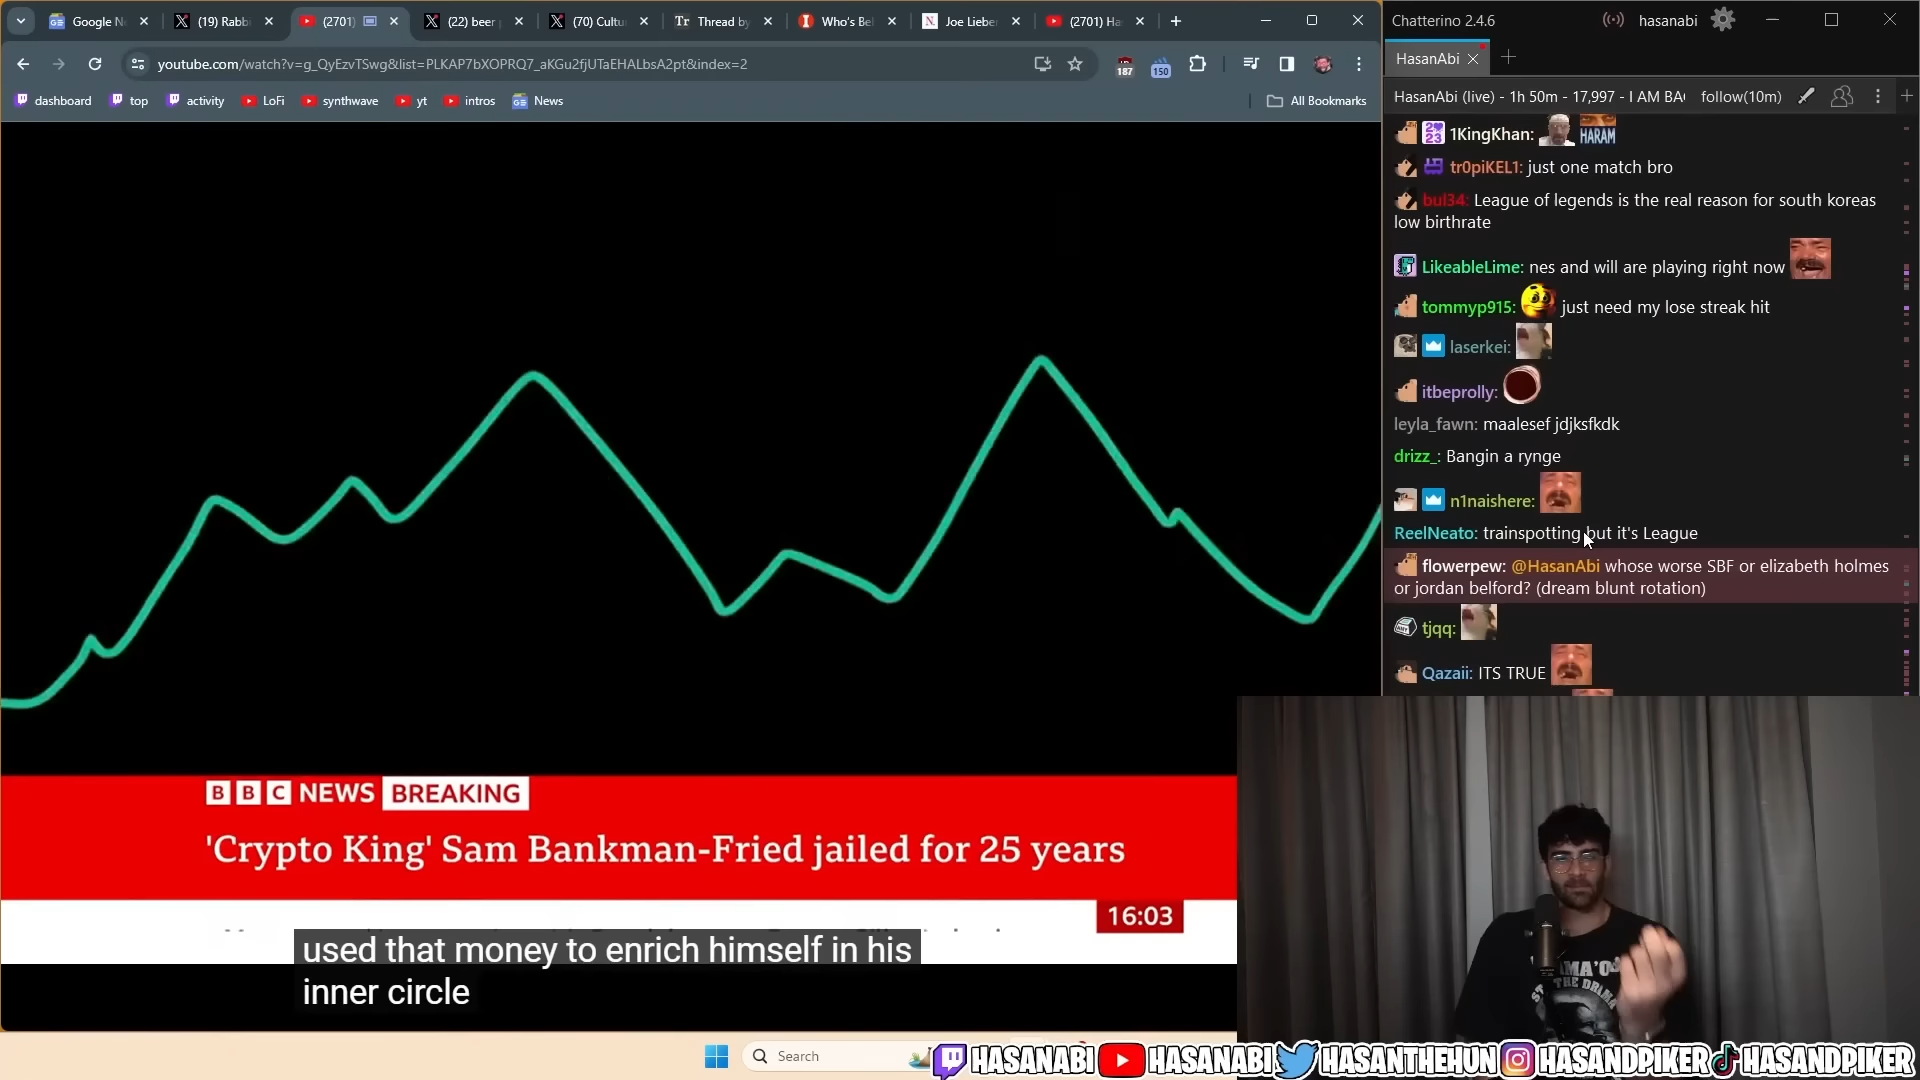 Google N
(19) Rabb
(2701)
(22) beer
(70) Cultu
Tr Thread by
Who's Be
N. Joe Lieber
(2701) Ha
youtube.com/watch?v=g_QyEzvTSwg&list=PLKAP7bXOPRQ7_aKGu2fjUTaEHALbsA2pt&index=2
187
150
dashboard
top
activity
LoFi
synthwave
yt
intros
News
All Bookmarks
BBC NEWS BREAKING
'Crypto King' Sam Bankman-Fried jailed for 25 years
16:03
used that money to enrich himself in his
inner circle
Search
Chatterino 2.4.6
hasanabi
HasanAbi
HasanAbi (live) - 1h 50m - 17,997 - I AM BA
follow(10m)
1KingKhan: HARAM
tr0piKEL1: just one match bro
bul34: League of legends is the real reason for south koreas
low birthrate
LikeableLime: nes and will are playing right now
tommyp915: just need my lose streak hit
laserkei:
itbeprolly:
leyla_fawn: maalesef jdjksfkdk
drizz_: Bangin a rynge
n1naishere:
ReelNeato: trainspotting but it's League
flowerpew: @HasanAbi whose worse SBF or elizabeth holmes
or jordan belford? (dream blunt rotation)
tjqq:
Qazaii: ITS TRUE
THE DRAMA
HASANABI
HASANABI
HASANTHEHUN
HASANDPIKER
HASANDPIKER